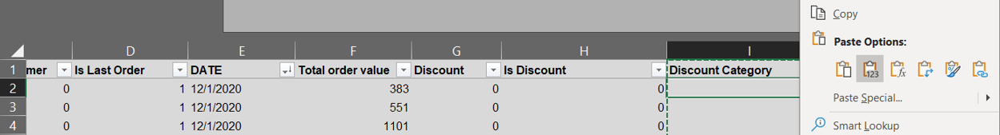 Copy
Paste Options:
123 fx
Paste Special...
Smart Lookup
D E F G H I
1 mer Is Last Order DATE Total order value Discount Is Discount Discount Category
2 0 1 12/1/2020 383 0 0
3 0 1 12/1/2020 551 0 0
4 0 1 12/1/2020 1101 0 0